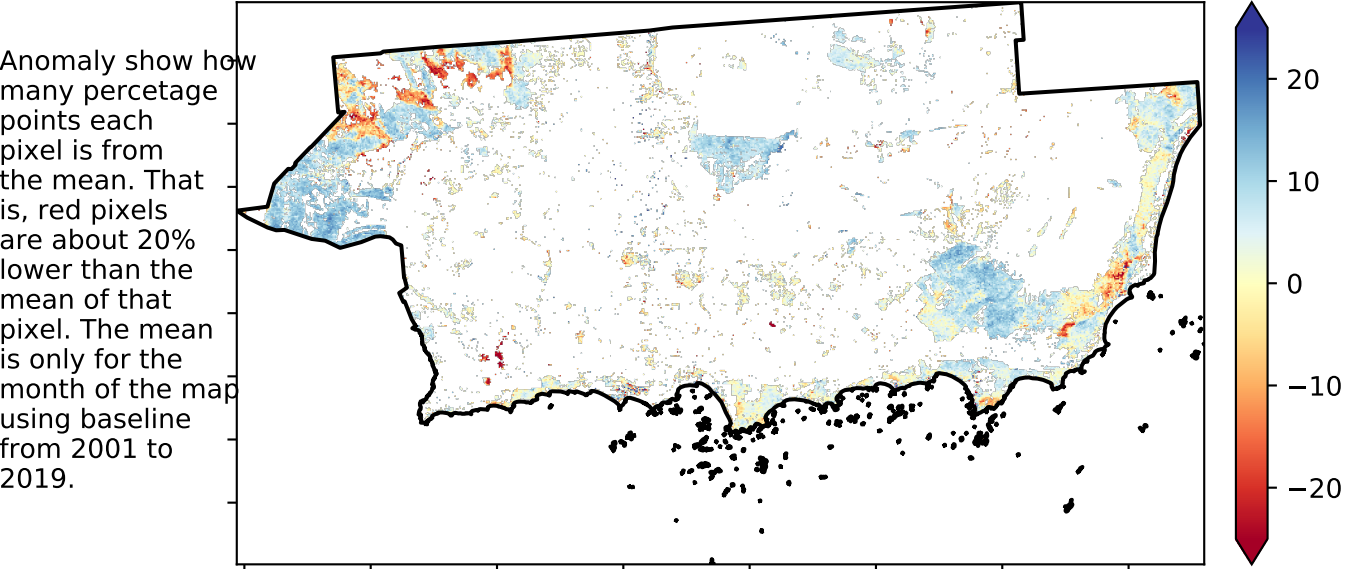 Anomaly show how
many percetage
points each
pixel is from
the mean. That
is, red pixels
are about 20%
lower than the
mean of that
pixel. The mean
is only for the
month of the map
using baseline
from 2001 to
2019.
20
10
0
−10
−20